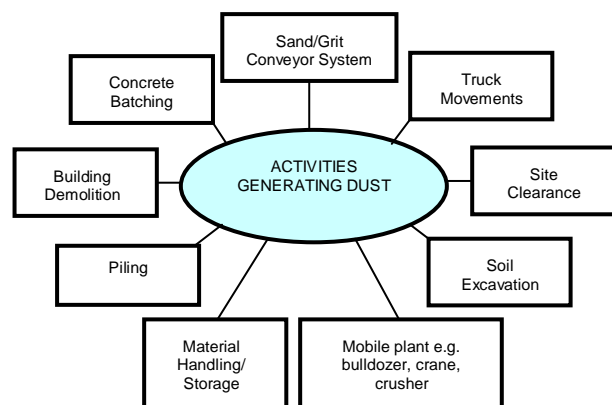 Sand/Grit
Conveyor System
Concrete
Batching
Truck
Movements
ACTIVITIES
GENERATING DUST
Building
Demolition
Site
Clearance
Piling
Soil
Excavation
Material
Handling/
Storage
Mobile plant e.g.
bulldozer, crane,
crusher